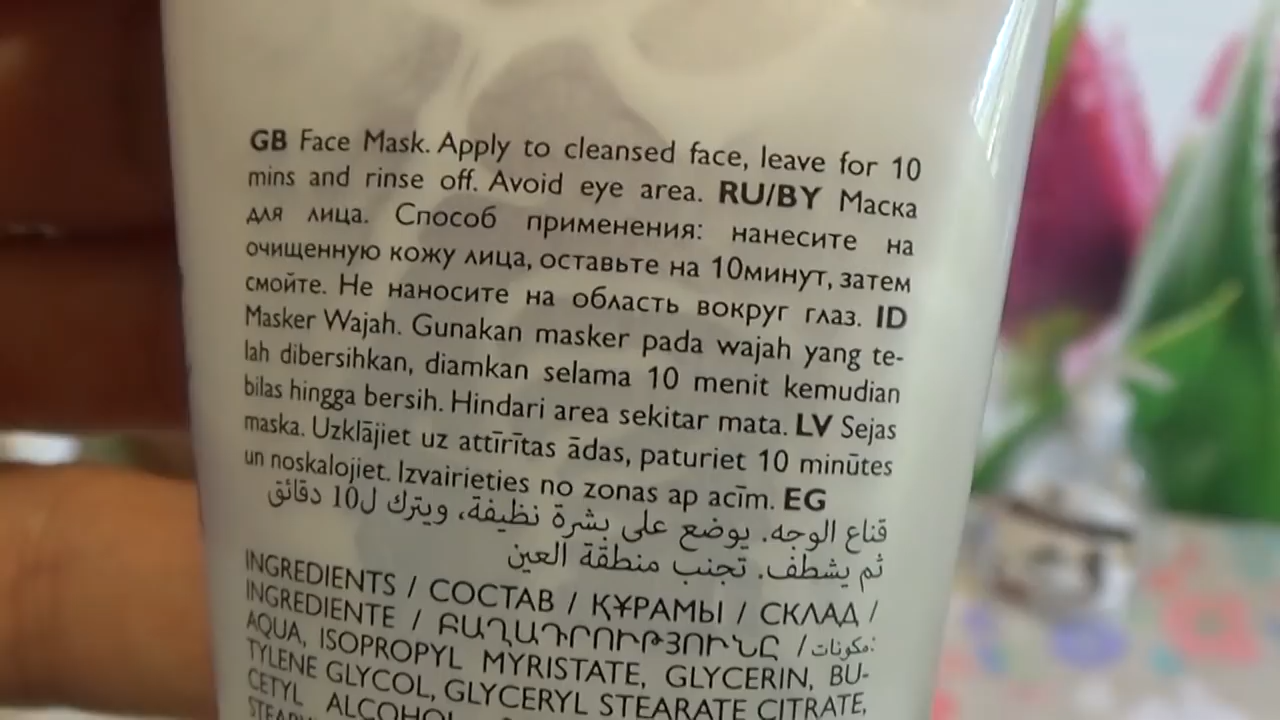 GB Face Mask. Apply to cleansed face, leave for 10
mins and rinse off. Avoid eye area. RU/BY Маска
для лица. Способ применения: нанесите на
очищенную кожу лица, оставьте на 10минут, затем
смойте. Не наносите на область вокруг глаз. ID
Masker Wajah. Gunakan masker pada wajah yang te-
lah dibersihkan, diamkan selama 10 menit kemudian
bilas hingga bersih. Hindari area sekitar mata. LV Sejas
maska. Uzklājiet uz attīrītas ādas, paturiet 10 minūtes
un noskalojiet. Izvairieties no zonas ap acīm. EG
قناع الوجه. يوضع على بشرة نظيفة، ويترك ل10 دقائق
ثم يشطف. تجنب منطقة العين
INGREDIENTS / СОСТАВ / ҚҰРАМЫ / СКЛАД /
INGREDIENTE / ԲԱՂԱԴՐՈՒԹՅՈՒՆԸ / مكونات:
AQUA, ISOPROPYL MYRISTATE, GLYCERIN, BU-
TYLENE GLYCOL, GLYCERYL STEARATE CITRATE,
CETYL ALCOHOL